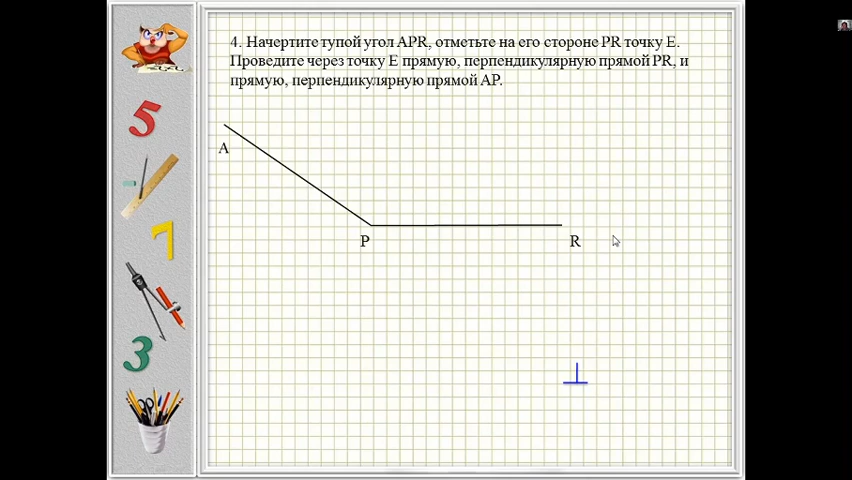 4. Начертите тупой угол APR, отметьте на его стороне PR точку E.
Проведите через точку E прямую, перпендикулярную прямой PR, и
прямую, перпендикулярную прямой AP.
5
A
7
P
R
3